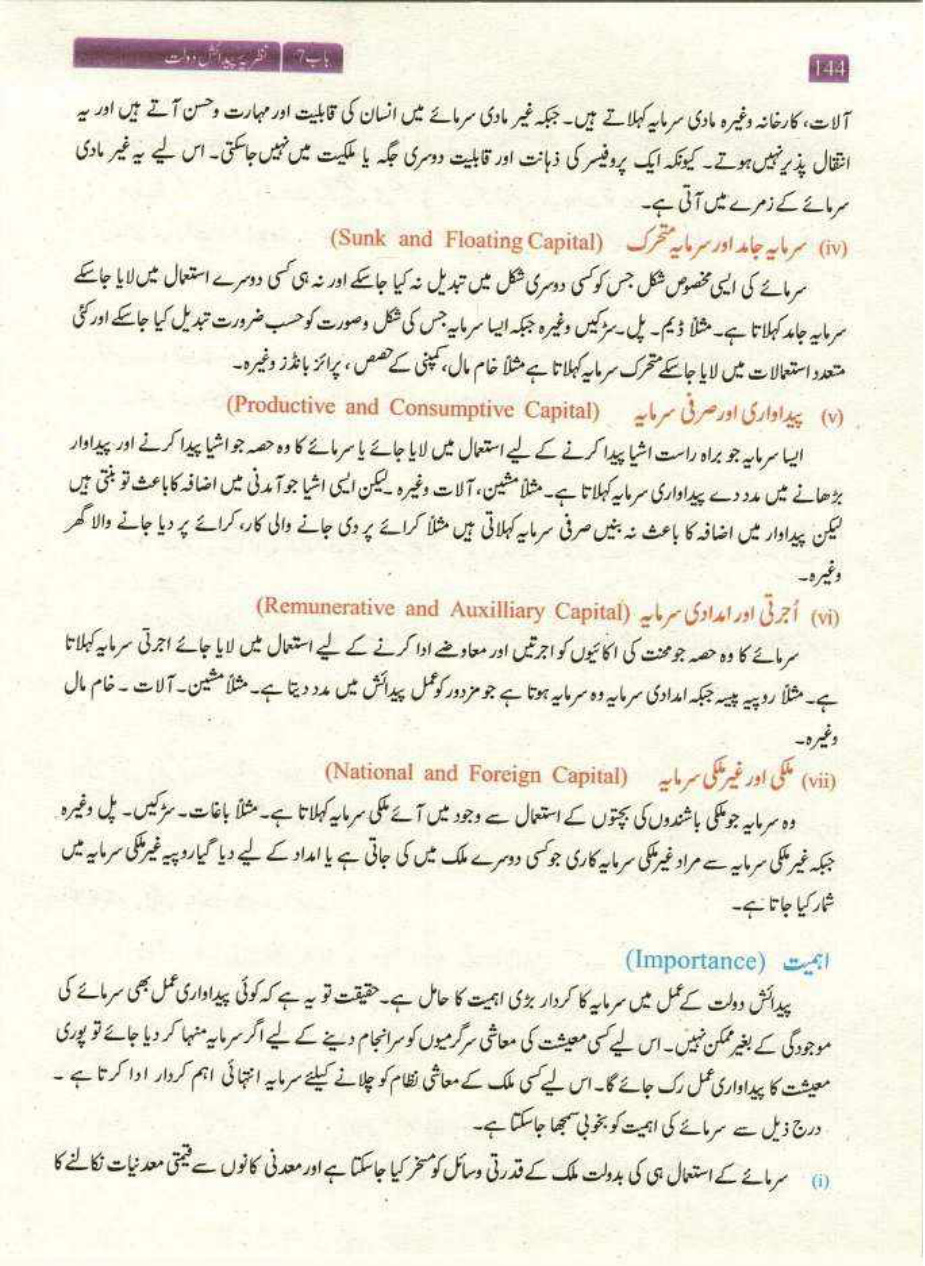 144
باب 7 نظریہ پیدائش دولت
آلات، کارخانہ وغیرہ مادی سرمایہ کہلاتے ہیں۔ جبکہ غیر مادی سرمائے میں انسان کی قابلیت اور مہارت وحسن آتے ہیں اور یہ
انتقال پذیر نہیں ہوتے۔ کیونکہ ایک پروفیسر کی ذہانت اور قابلیت دوسری جگہ یا ملکیت میں نہیں جاسکتی۔ اس لیے یہ غیر مادی
سرمائے کے زمرے میں آتی ہے۔
(iv) سرمایہ جامد اور سرمایہ متحرک (Sunk and Floating Capital)
سرمائے کی ایسی مخصوص شکل جس کو کسی دوسری شکل میں تبدیل نہ کیا جاسکے اور نہ ہی کسی دوسرے استعمال میں لایا جاسکے
سرمایہ جامد کہلاتا ہے۔ مثلاً ڈیم۔ پل۔ سڑکیں وغیرہ جبکہ ایسا سرمایہ جس کی شکل وصورت کو حسب ضرورت تبدیل کیا جاسکے اور کئی
متعدد استعمالات میں لایا جاسکے متحرک سرمایہ کہلاتا ہے مثلاً خام مال، کمپنی کے حصص، پرائز بانڈز وغیرہ۔
(v) پیداواری اور صرفی سرمایہ (Productive and Consumptive Capital)
ایسا سرمایہ جو براہ راست اشیا پیدا کرنے کے لیے استعمال میں لایا جائے یا سرمائے کا وہ حصہ جو اشیا پیدا کرنے اور پیداوار
بڑھانے میں مدد دے پیداواری سرمایہ کہلاتا ہے۔ مثلاً مشین، آلات وغیرہ۔ لیکن ایسی اشیا جو آمدنی میں اضافہ کا باعث تو بنتی ہیں
لیکن پیداوار میں اضافہ کا باعث نہ بنیں صرفی سرمایہ کہلاتی ہیں مثلاً کرائے پر دی جانے والی کار، کرائے پر دیا جانے والا گھر
وغیرہ۔
(vi) اُجرتی اور امدادی سرمایہ (Remunerative and Auxilliary Capital)
سرمائے کا وہ حصہ جو محنت کی اکائیوں کو اجرتیں اور معاوضے ادا کرنے کے لیے استعمال میں لایا جائے اجرتی سرمایہ کہلاتا
ہے۔ مثلاً روپیہ پیسہ جبکہ امدادی سرمایہ وہ سرمایہ ہوتا ہے جو مزدور کو عمل پیدائش میں مدد دیتا ہے۔ مثلاً مشین۔ آلات ۔ خام مال
وغیرہ۔
(vii) ملکی اور غیر ملکی سرمایہ (National and Foreign Capital)
وہ سرمایہ جو ملکی باشندوں کی بچتوں کے استعمال سے وجود میں آئے ملکی سرمایہ کہلاتا ہے۔ مثلاً باغات۔ سڑکیں۔ پل وغیرہ
جبکہ غیر ملکی سرمایہ سے مراد غیر ملکی سرمایہ کاری جو کسی دوسرے ملک میں کی جاتی ہے یا امداد کے لیے دیا گیا روپیہ غیر ملکی سرمایہ میں
شمار کیا جاتا ہے۔
اہمیت (Importance)
پیدائش دولت کے عمل میں سرمایہ کا کردار بڑی اہمیت کا حامل ہے۔ حقیقت تو یہ ہے کہ کوئی پیداواری عمل بھی سرمائے کی
موجودگی کے بغیر ممکن نہیں۔ اس لیے کسی معیشت کی معاشی سرگرمیوں کو سرانجام دینے کے لیے اگر سرمایہ منہا کر دیا جائے تو پوری
معیشت کا پیداواری عمل رک جائے گا۔ اس لیے کسی ملک کے معاشی نظام کو چلانے کیلئے سرمایہ انتہائی اہم کردار ادا کرتا ہے ۔
درج ذیل سے سرمائے کی اہمیت کو بخوبی سمجھا جاسکتا ہے۔
(i) سرمائے کے استعمال ہی کی بدولت ملک کے قدرتی وسائل کو مسخر کیا جاسکتا ہے اور معدنی کانوں سے قیمتی معدنیات نکالنے کا